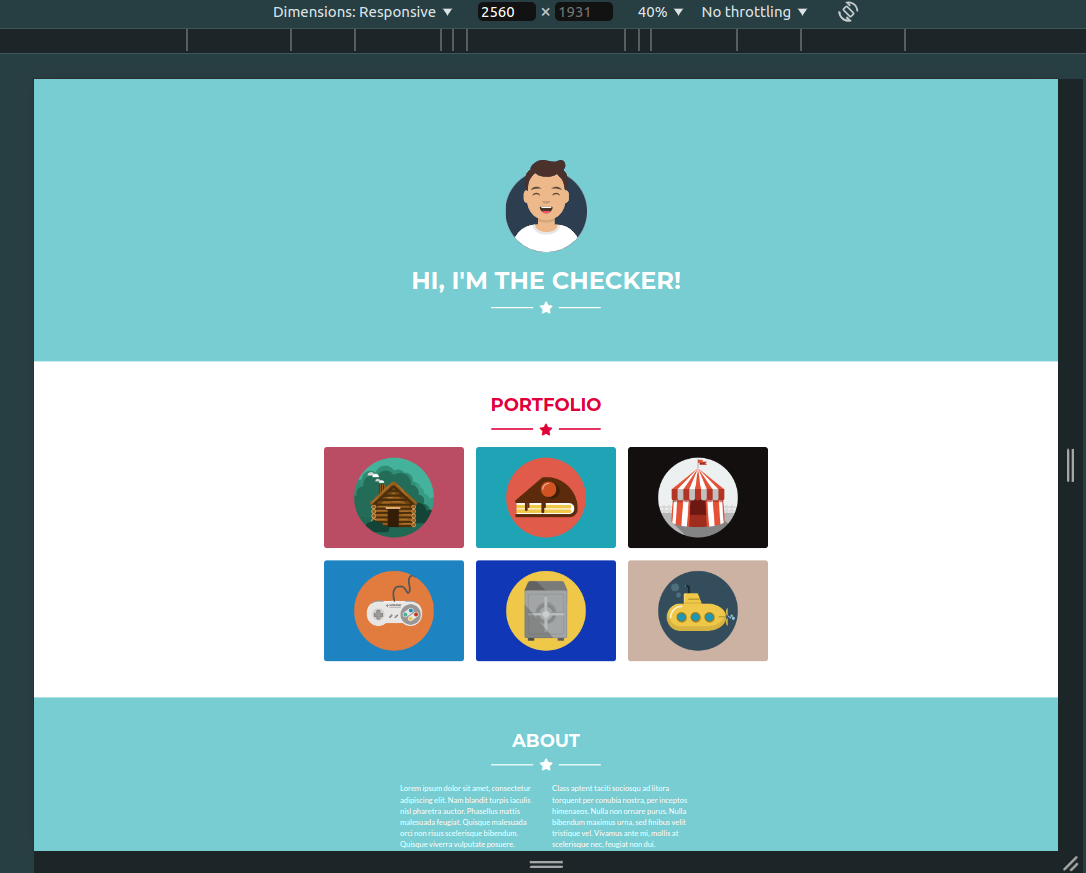 Dimensions: Responsive ▼ 2560 × 1931 40% ▼ No throttling ▼
HI, I'M THE CHECKER!
PORTFOLIO
ABOUT
Lorem ipsum dolor sit amet, consectetur
adipiscing elit. Nam blandit turpis iaculis
nisl pharetra auctor. Phasellus mattis
malesuada feugiat. Quisque malesuada
orci non risus scelerisque bibendum.
Quisque viverra vulputate posuere.
Class aptent taciti sociosqu ad litora
torquent per conubia nostra, per inceptos
himenaeos. Nulla non ornare purus. Nulla
bibendum maximus urna, sed finibus velit
tristique vel. Vivamus ante mi, mollis at
scelerisque nec, feugiat non dui.